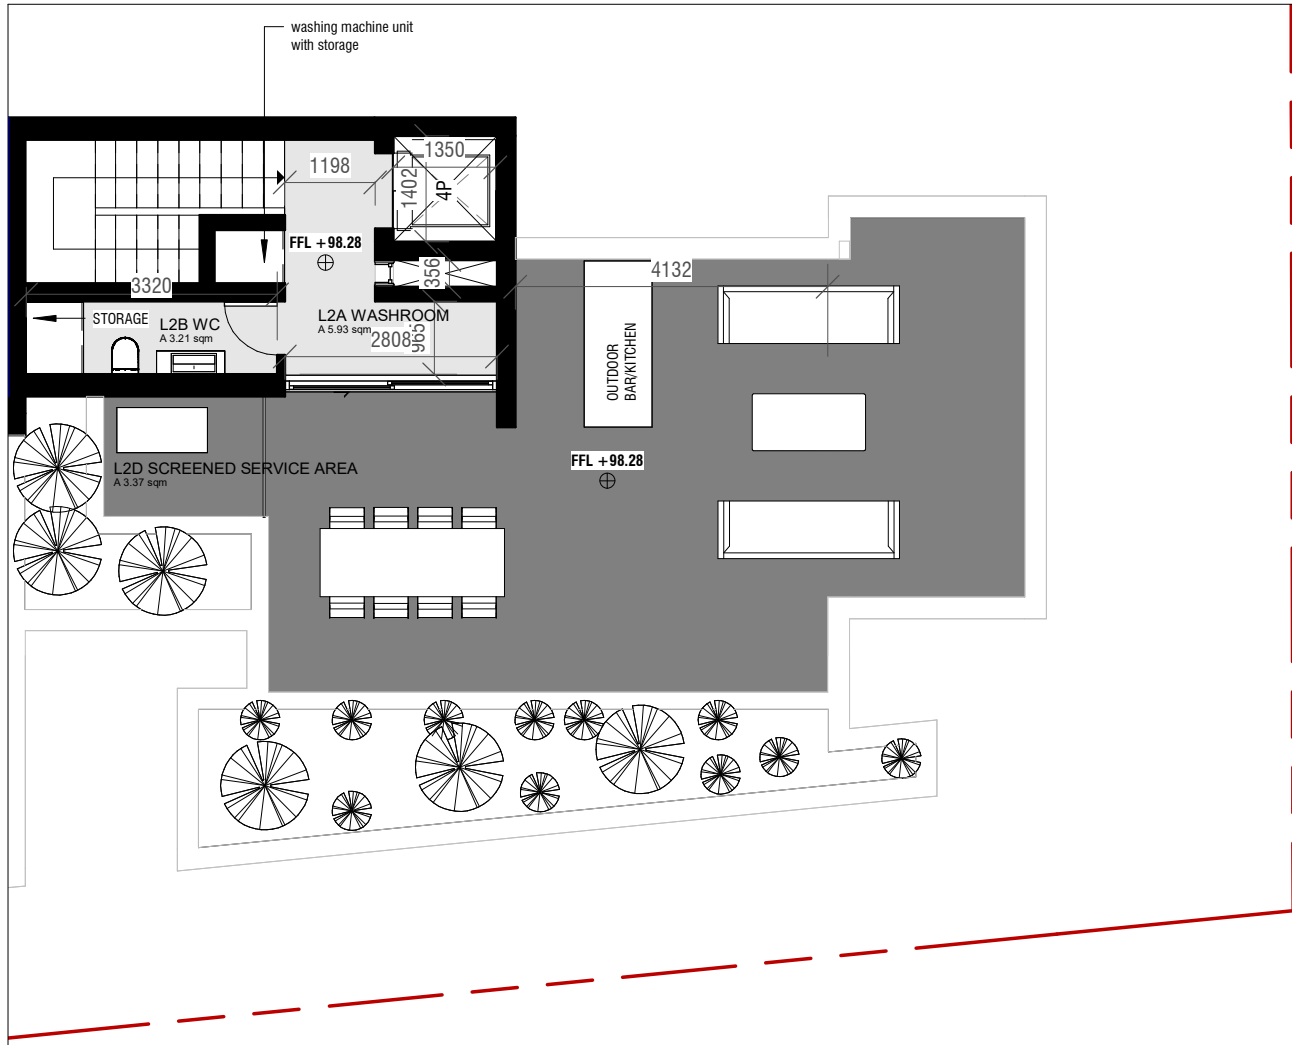 washing machine unit
with storage
1350
1198
1402
4P
FFL +98.28
356
4132
3320
STORAGE
L2B WC
A 3.21 sqm
L2A WASHROOM
A 5.93 sqm
2808
965
OUTDOOR
BAR/KITCHEN
FFL +98.28
L2D SCREENED SERVICE AREA
A 3.37 sqm